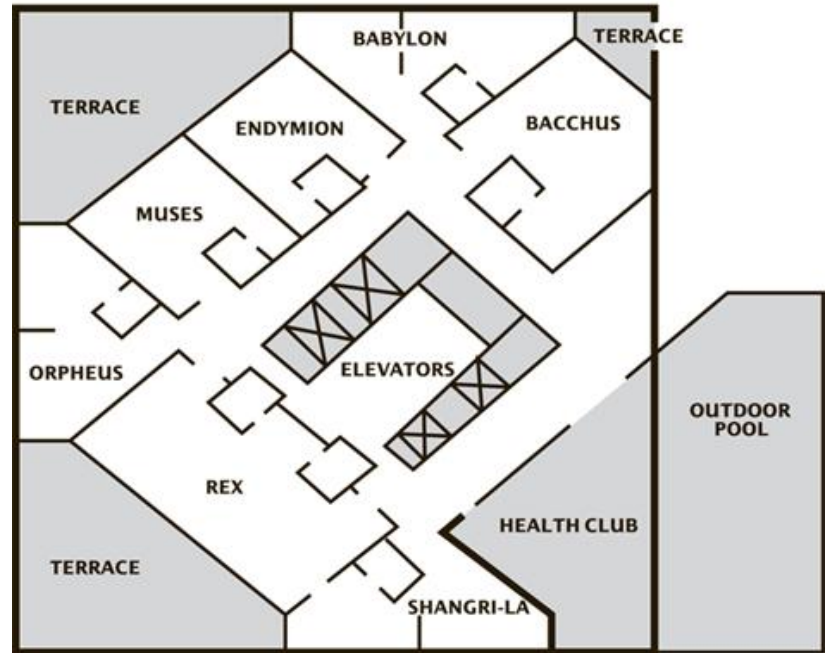 BABYLON
TERRACE
TERRACE
ENDYMION
BACCHUS
MUSES
ORPHEUS
ELEVATORS
OUTDOOR
POOL
REX
HEALTH CLUB
TERRACE
SHANGRI-LA